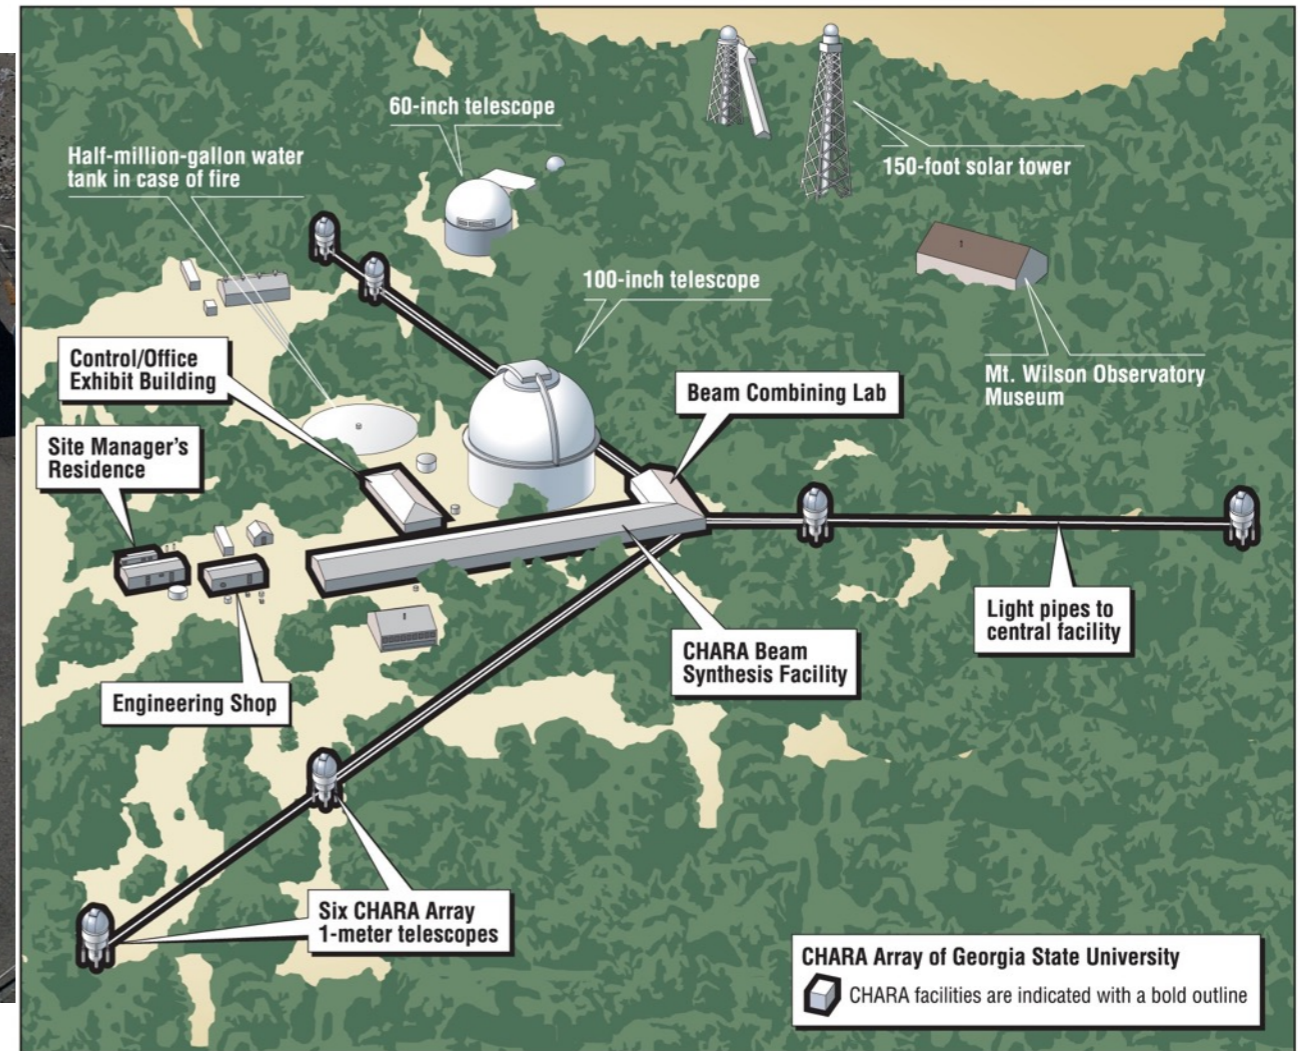 60-inch telescope
Half-million-gallon water
tank in case of fire
150-foot solar tower
100-inch telescope
Control/Office
Exhibit Building
Mt. Wilson Observatory
Museum
Beam Combining Lab
Site Manager's
Residence
Light pipes to
central facility
CHARA Beam
Synthesis Facility
Engineering Shop
Six CHARA Array
1-meter telescopes
CHARA Array of Georgia State University
CHARA facilities are indicated with a bold outline